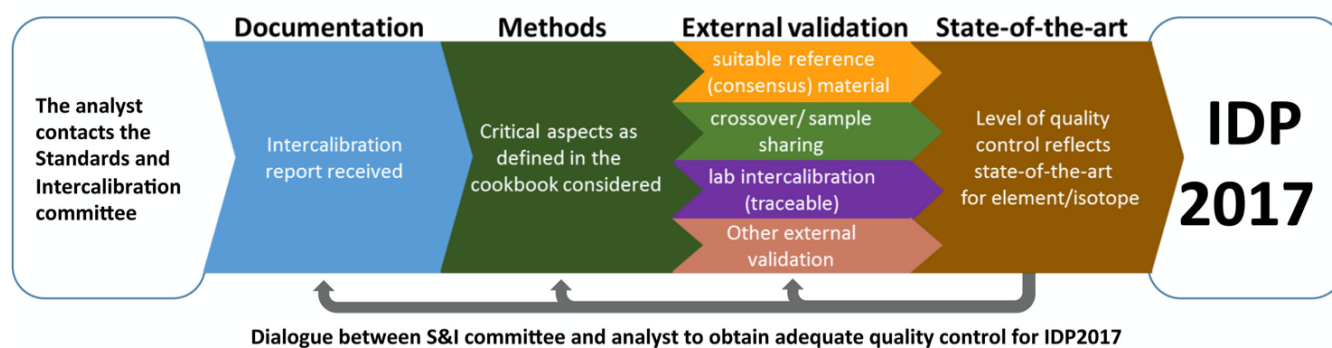 Documentation
Methods
External validation
State-of-the-art
The analyst
contacts the
Standards and
Intercalibration
committee
Intercalibration
report received
Critical aspects as
defined in the
cookbook considered
suitable reference
(consensus) material
crossover/ sample
sharing
lab intercalibration
(traceable)
Other external
validation
Level of quality
control reflects
state-of-the-art
for element/isotope
IDP
2017
Dialogue between S&I committee and analyst to obtain adequate quality control for IDP2017